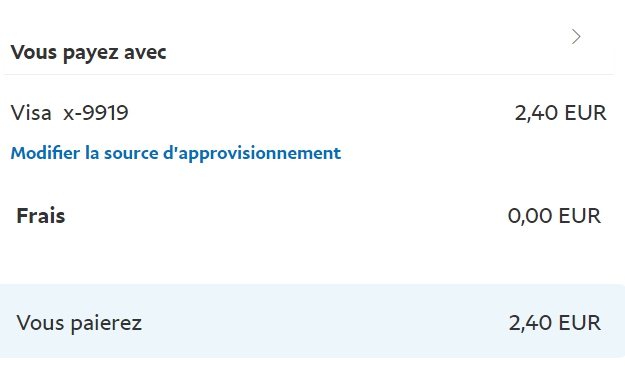 Vous payez avec
Visa x-9919 2,40 EUR
Modifier la source d'approvisionnement
Frais 0,00 EUR
Vous paierez 2,40 EUR